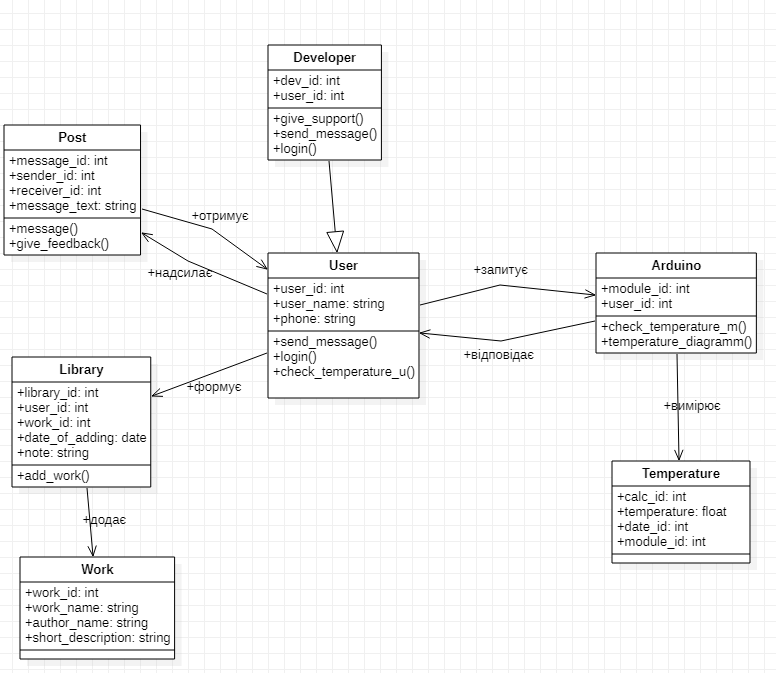 Developer
+dev_id: int
+user_id: int
+give_support()
+send_message()
+login()
Post
+message_id: int
+sender_id: int
+receiver_id: int
+message_text: string
+message()
+give_feedback()
+отримує
+надсилає
User
+user_id: int
+user_name: string
+phone: string
+send_message()
+login()
+check_temperature_u()
+запитує
+відповідає
Arduino
+module_id: int
+user_id: int
+check_temperature_m()
+temperature_diagramm()
+формує
Library
+library_id: int
+user_id: int
+work_id: int
+date_of_adding: date
+note: string
+add_work()
+вимірює
Temperature
+calc_id: int
+temperature: float
+date_id: int
+module_id: int
+додає
Work
+work_id: int
+work_name: string
+author_name: string
+short_description: string